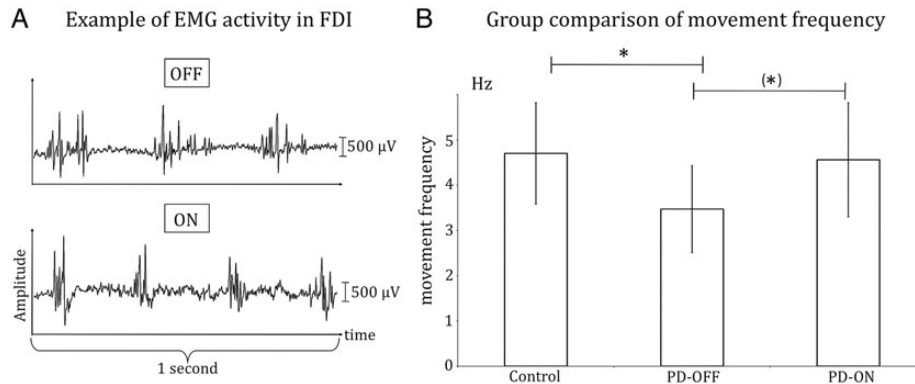 A Example of EMG activity in FDI
OFF
500 μV
ON
500 μV
Amplitude
time
1 second
B Group comparison of movement frequency
*
(*)
Hz
movement frequency
5
4
3
2
1
0
Control PD-OFF PD-ON